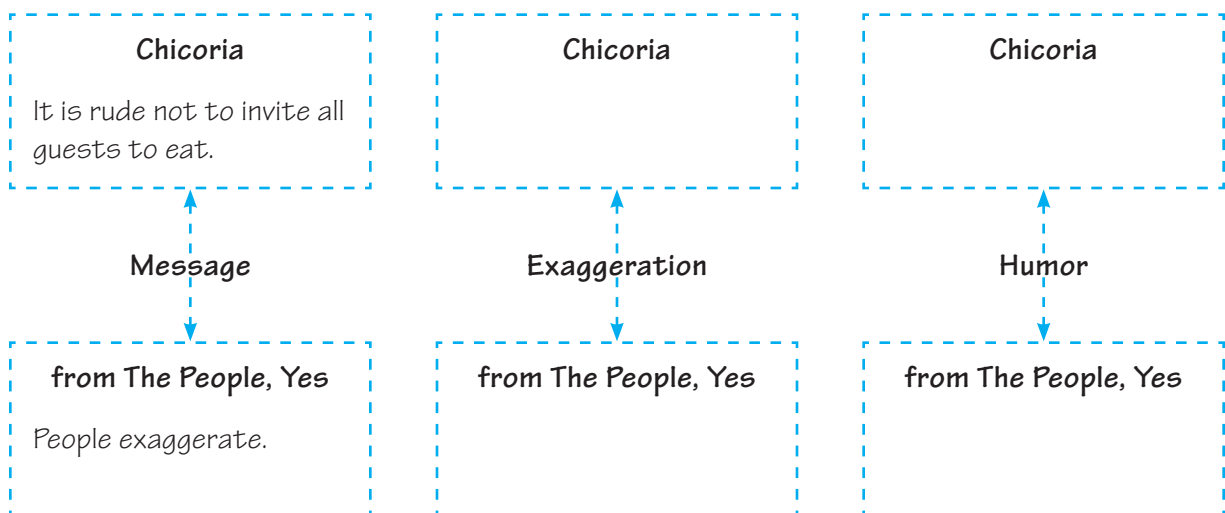 Chicoria
It is rude not to invite all
guests to eat.
Message
from The People, Yes
People exaggerate.
Chicoria
Exaggeration
from The People, Yes
Chicoria
Humor
from The People, Yes